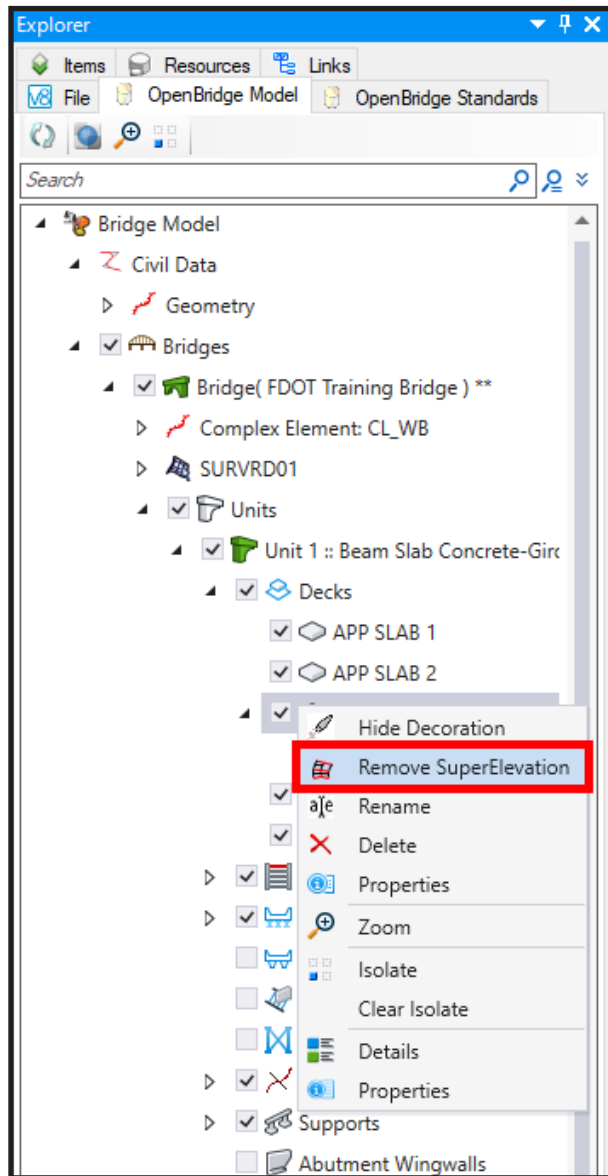 Explorer
Items Resources Links
V8 File OpenBridge Model OpenBridge Standards
Search
Bridge Model
Civil Data
Geometry
Bridges
Bridge( FDOT Training Bridge ) **
Complex Element: CL_WB
SURVRD01
Units
Unit 1 :: Beam Slab Concrete-Girc
Decks
APP SLAB 1
APP SLAB 2
Hide Decoration
Remove SuperElevation
Rename
Delete
Properties
Zoom
Isolate
Clear Isolate
Details
Properties
Supports
Abutment Wingwalls